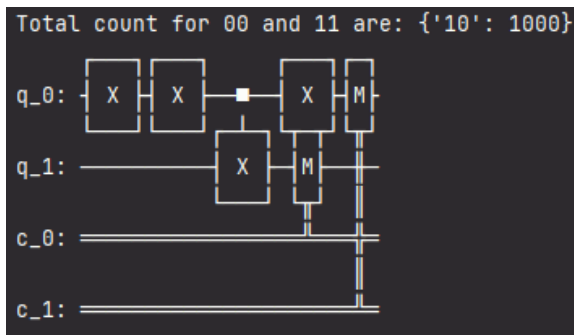 Total count for 00 and 11 are: {'10': 1000}
X X X M
q_0:
X M
q_1:
c_0:
c_1: